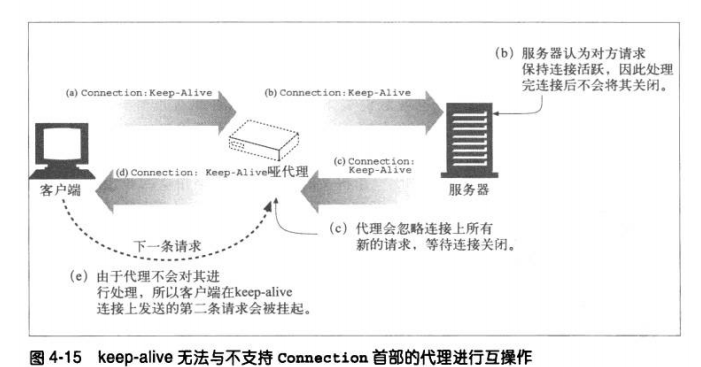 (b) 服务器认为对方请求
保持连接活跃，因此处理
完连接后不会将其关闭。
(a) Connection:Keep-Alive
(b) Connection:Keep-Alive
(c) Connection:
Keep-Alive
(d) Connection: Keep-Alive
哑代理
客户端
服务器
(c) 代理会忽略连接上所有
新的请求，等待连接关闭。
下一条请求
(e) 由于代理不会对其进
行处理，所以客户端在keep-alive
连接上发送的第二条请求会被挂起。
图 4-15 keep-alive 无法与不支持 Connection 首部的代理进行互操作